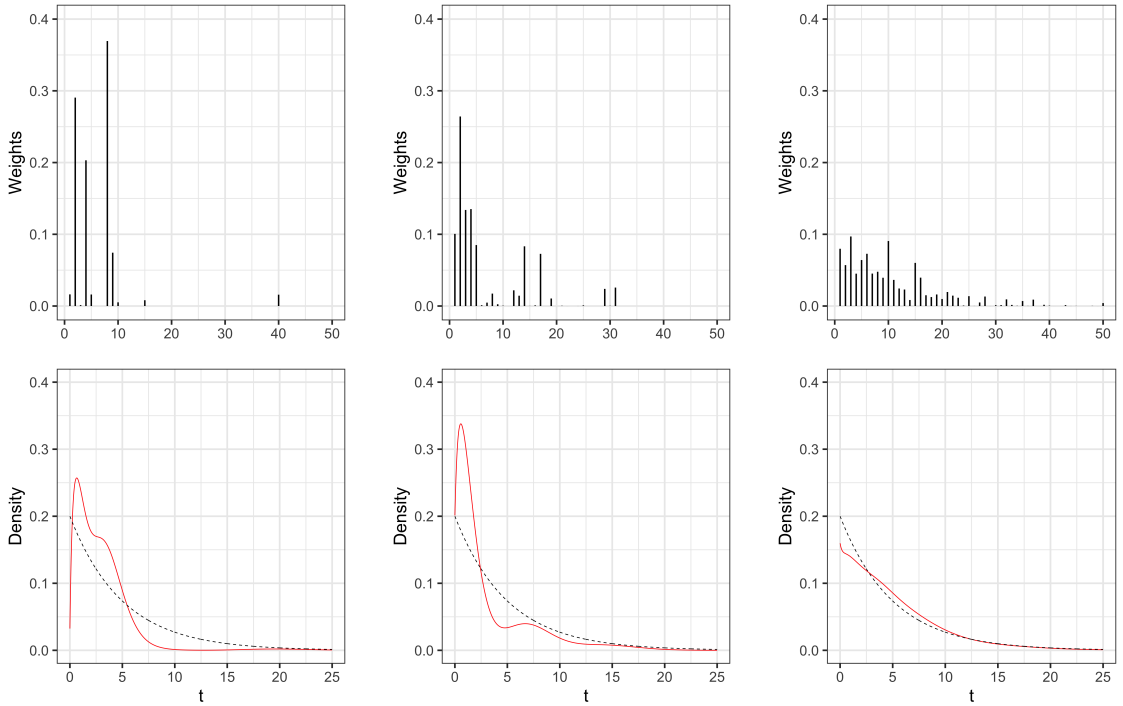 0.4 0.4 0.4
0.3 0.3 0.3
Weights Weights Weights
0.2 0.2 0.2
0.1 0.1 0.1
0.0 0.0 0.0
0 10 20 30 40 50 0 10 20 30 40 50 0 10 20 30 40 50
0.4 0.4 0.4
0.3 0.3 0.3
Density Density Density
0.2 0.2 0.2
0.1 0.1 0.1
0.0 0.0 0.0
0 5 10 15 20 25 0 5 10 15 20 25 0 5 10 15 20 25
t t t